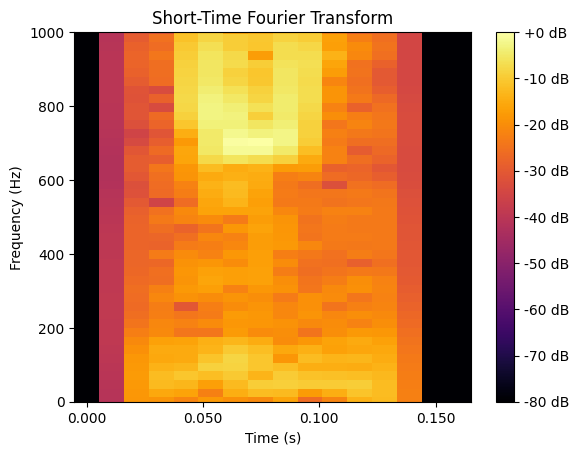 Short-Time Fourier Transform
1000
800
600
400
200
0
Frequency (Hz)
0.000
0.050
0.100
0.150
Time (s)
+0 dB
-10 dB
-20 dB
-30 dB
-40 dB
-50 dB
-60 dB
-70 dB
-80 dB